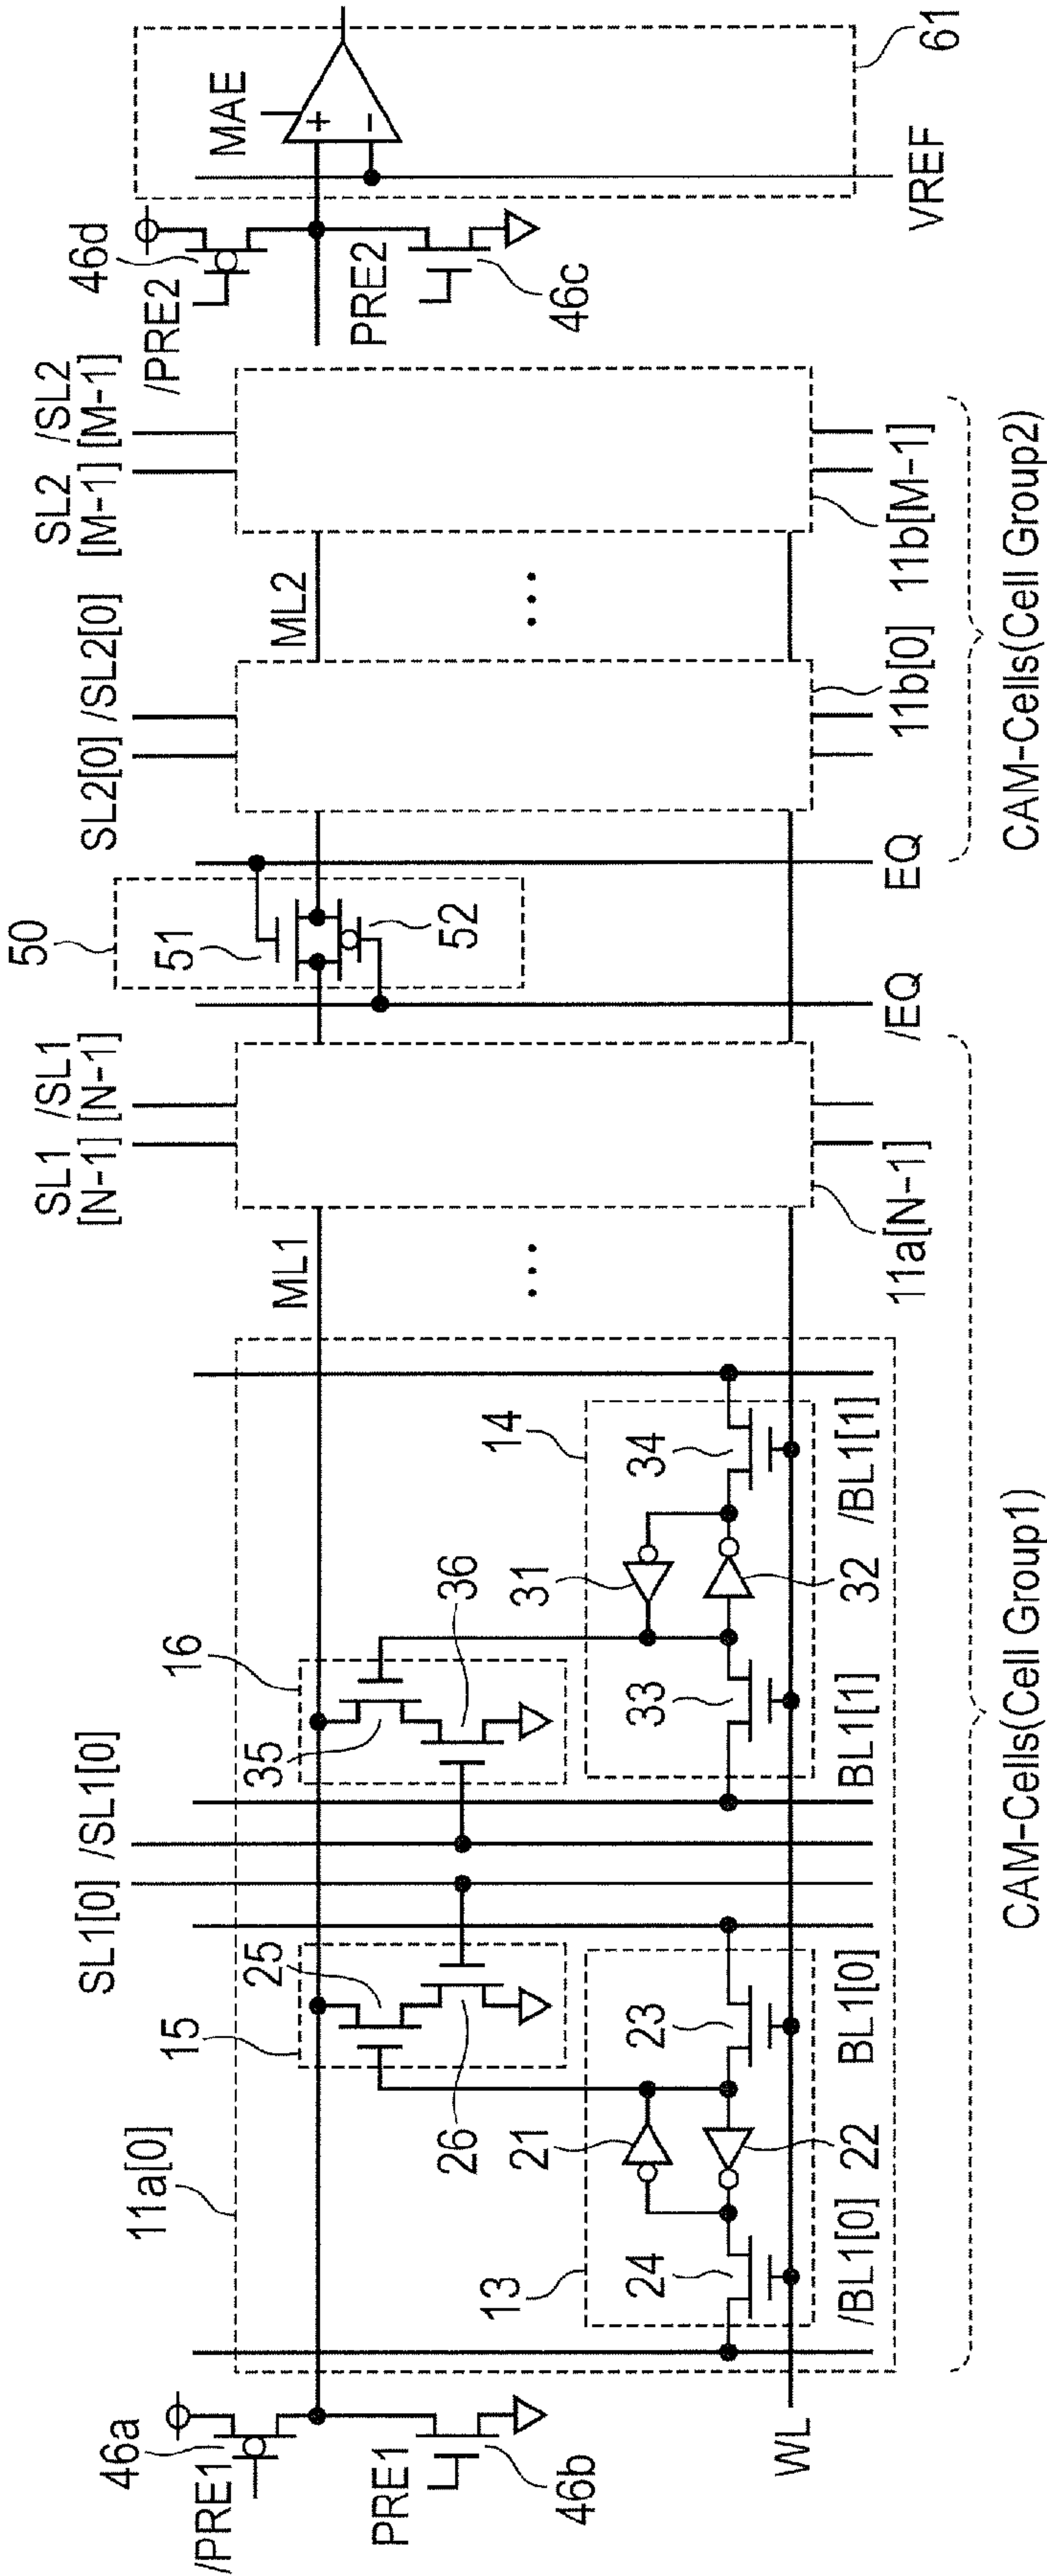 46a
/PRE1
PRE1
46b
WL
11a[0]
15
25
26
21
22
23
24
13
/BL1[0]
BL1[0]
SL1[0] /SL1[0]
16
35
36
31
32
33
34
14
BL1[1]
/BL1[1]
ML1
...
SL1 /SL1
[N-1] [N-1]
11a[N-1]
CAM-Cells(Cell Group1)
50
51
52
/EQ
EQ
SL2[0] /SL2[0]
ML2
...
SL2 /SL2
[M-1] [M-1]
11b[0] 11b[M-1]
CAM-Cells(Cell Group2)
46d
/PRE2
PRE2
46c
MAE
+
-
VREF
61